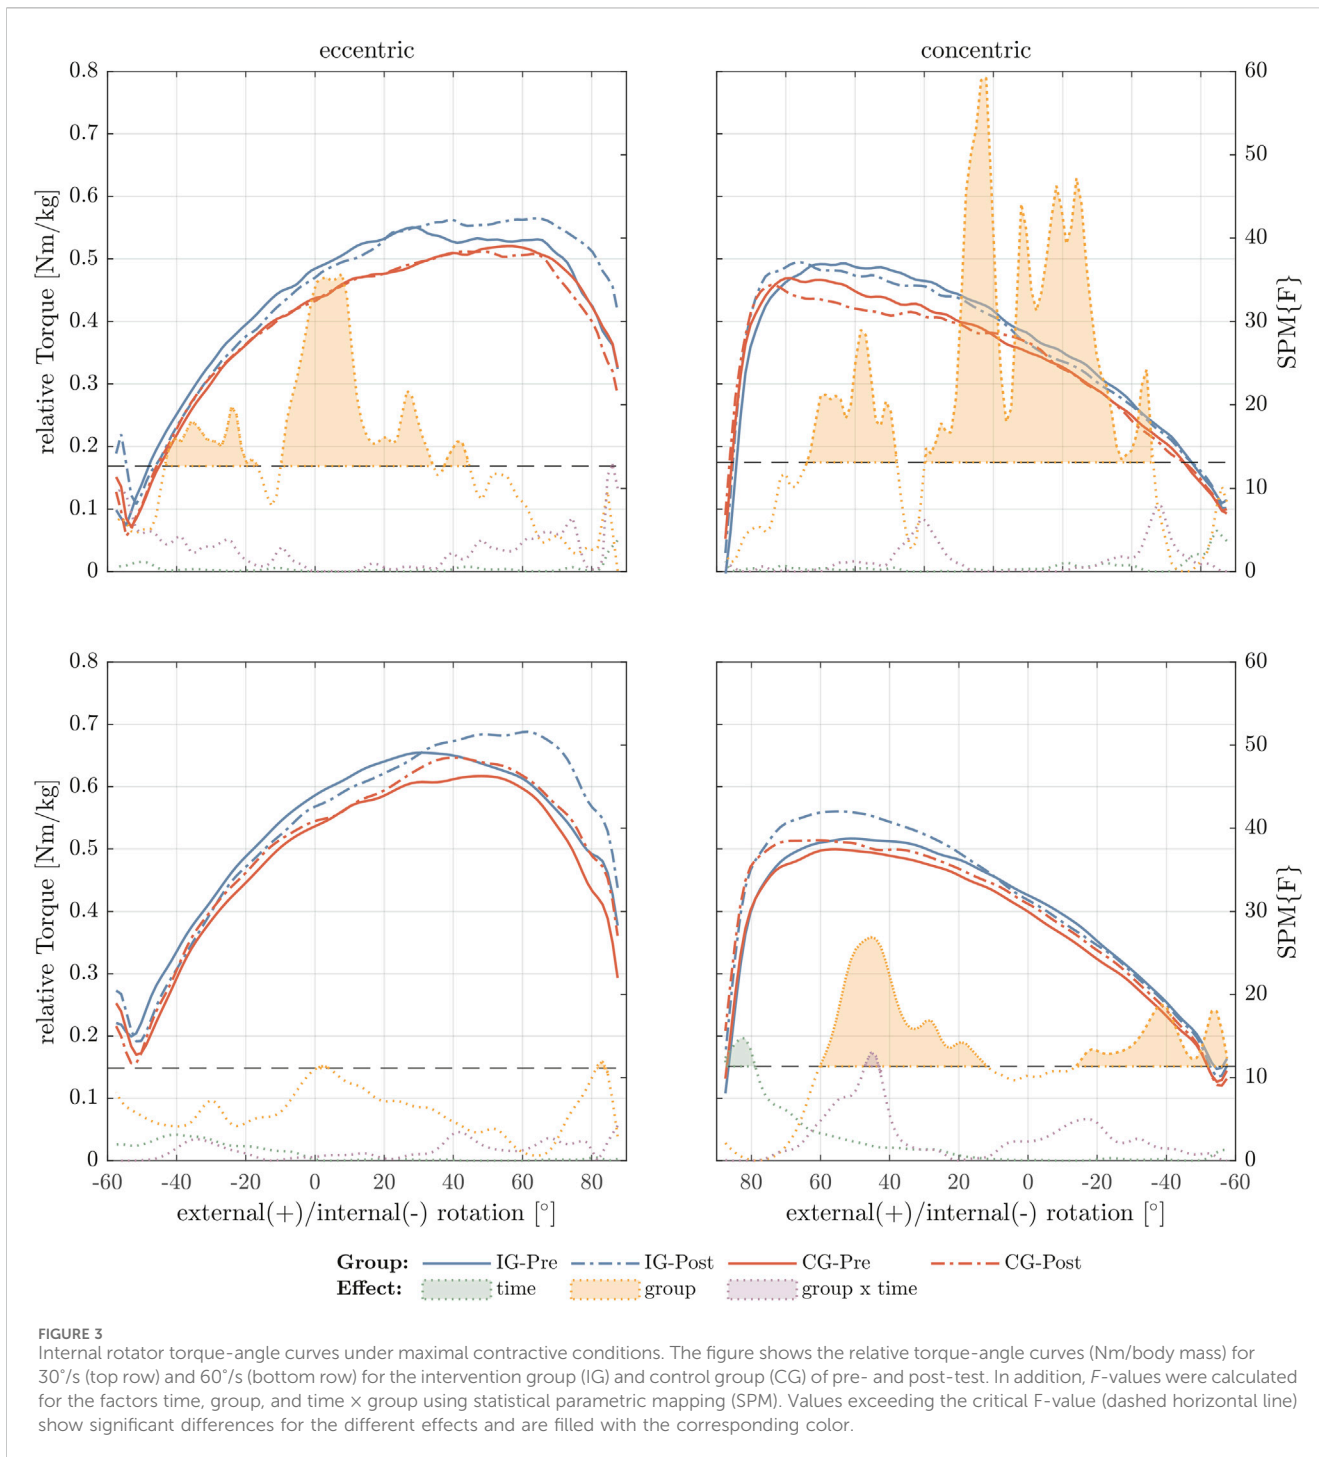 eccentric
concentric
0.8
0.7
0.6
0.5
0.4
0.3
0.2
0.1
0
relative Torque [Nm/kg]
60
50
40
30
20
10
0
SPM{F}
0.8
0.7
0.6
0.5
0.4
0.3
0.2
0.1
0
relative Torque [Nm/kg]
60
50
40
30
20
10
0
SPM{F}
-60 -40 -20 0 20 40 60 80
external(+)/internal(-) rotation [°]
80 60 40 20 0 -20 -40 -60
external(+)/internal(-) rotation [°]
Group: IG-Pre IG-Post CG-Pre CG-Post
Effect: time group group x time
FIGURE 3
Internal rotator torque-angle curves under maximal contractive conditions. The figure shows the relative torque-angle curves (Nm/body mass) for
30°/s (top row) and 60°/s (bottom row) for the intervention group (IG) and control group (CG) of pre- and post-test. In addition, F-values were calculated
for the factors time, group, and time × group using statistical parametric mapping (SPM). Values exceeding the critical F-value (dashed horizontal line)
show significant differences for the different effects and are filled with the corresponding color.